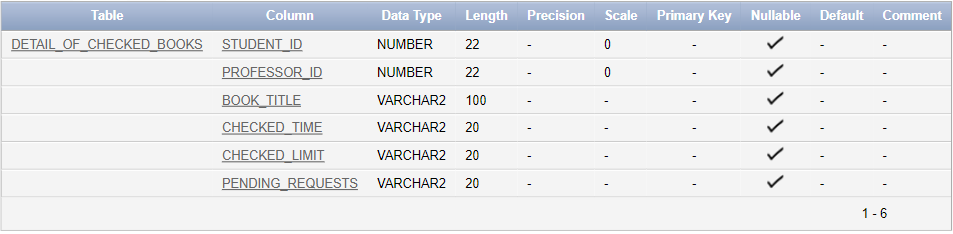 Table Column Data Type Length Precision Scale Primary Key Nullable Default Comment
DETAIL_OF_CHECKED_BOOKS STUDENT_ID NUMBER 22 - 0 - ✓ - -
PROFESSOR_ID NUMBER 22 - 0 - ✓ - -
BOOK_TITLE VARCHAR2 100 - - - ✓ - -
CHECKED_TIME VARCHAR2 20 - - - ✓ - -
CHECKED_LIMIT VARCHAR2 20 - - - ✓ - -
PENDING_REQUESTS VARCHAR2 20 - - - ✓ - -
1 - 6